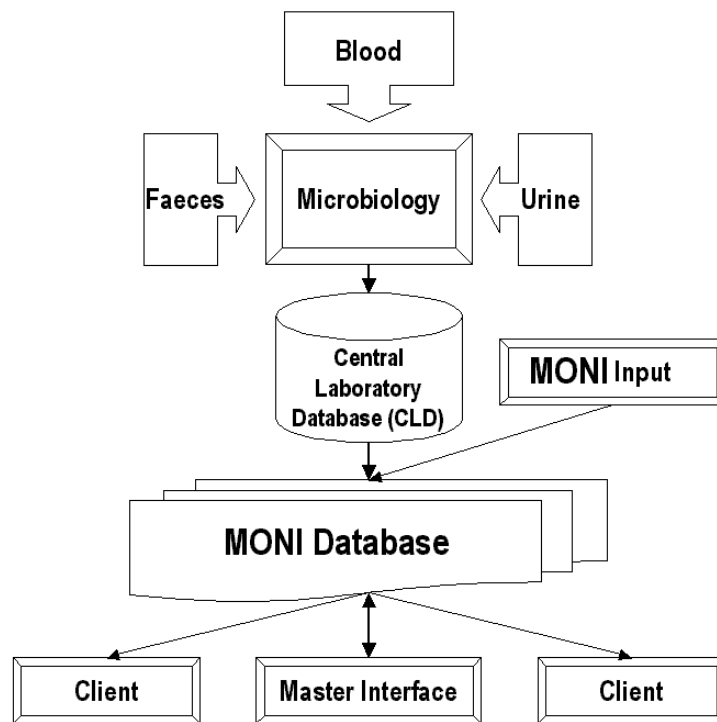 Blood
Faeces
Microbiology
Urine
Central
Laboratory
Database (CLD)
MONI Input
MONI Database
Client
Master Interface
Client